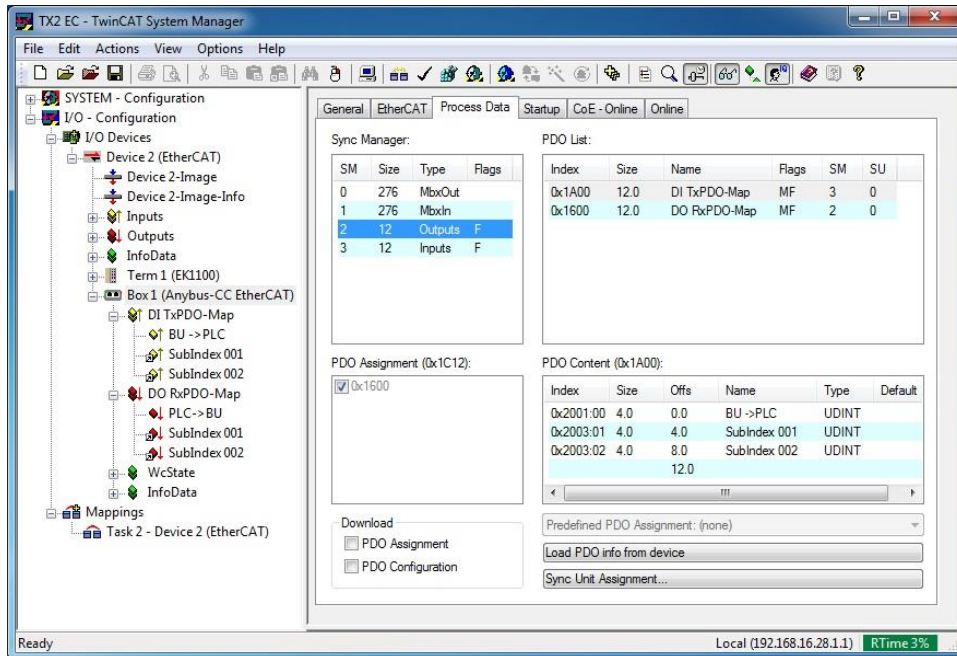 TX2 EC - TwinCAT System Manager
File Edit Actions View Options Help
SYSTEM - Configuration
I/O - Configuration
I/O Devices
Device 2 (EtherCAT)
Device 2-Image
Device 2-Image-Info
Inputs
Outputs
InfoData
Term 1 (EK1100)
Box 1 (Anybus-CC EtherCAT)
DI TxPDO-Map
BU ->PLC
SubIndex 001
SubIndex 002
DO RxPDO-Map
PLC->BU
SubIndex 001
SubIndex 002
WcState
InfoData
Mappings
Task 2 - Device 2 (EtherCAT)
General EtherCAT Process Data Startup CoE - Online Online
Sync Manager:
SM Size Type Flags
0 276 MbxOut
1 276 MbxIn
2 12 Outputs F
3 12 Inputs F
PDO List:
Index Size Name Flags SM SU
0x1A00 12.0 DI TxPDO-Map MF 3 0
0x1600 12.0 DO RxPDO-Map MF 2 0
PDO Assignment (0x1C12):
0x1600
PDO Content (0x1A00):
Index Size Offs Name Type Default
0x2001:00 4.0 0.0 BU ->PLC UDINT
0x2003:01 4.0 4.0 SubIndex 001 UDINT
0x2003:02 4.0 8.0 SubIndex 002 UDINT
12.0
Download
PDO Assignment
PDO Configuration
Predefined PDO Assignment: (none)
Load PDO info from device
Sync Unit Assignment...
Ready
Local (192.168.16.28.1.1) RTime 3%